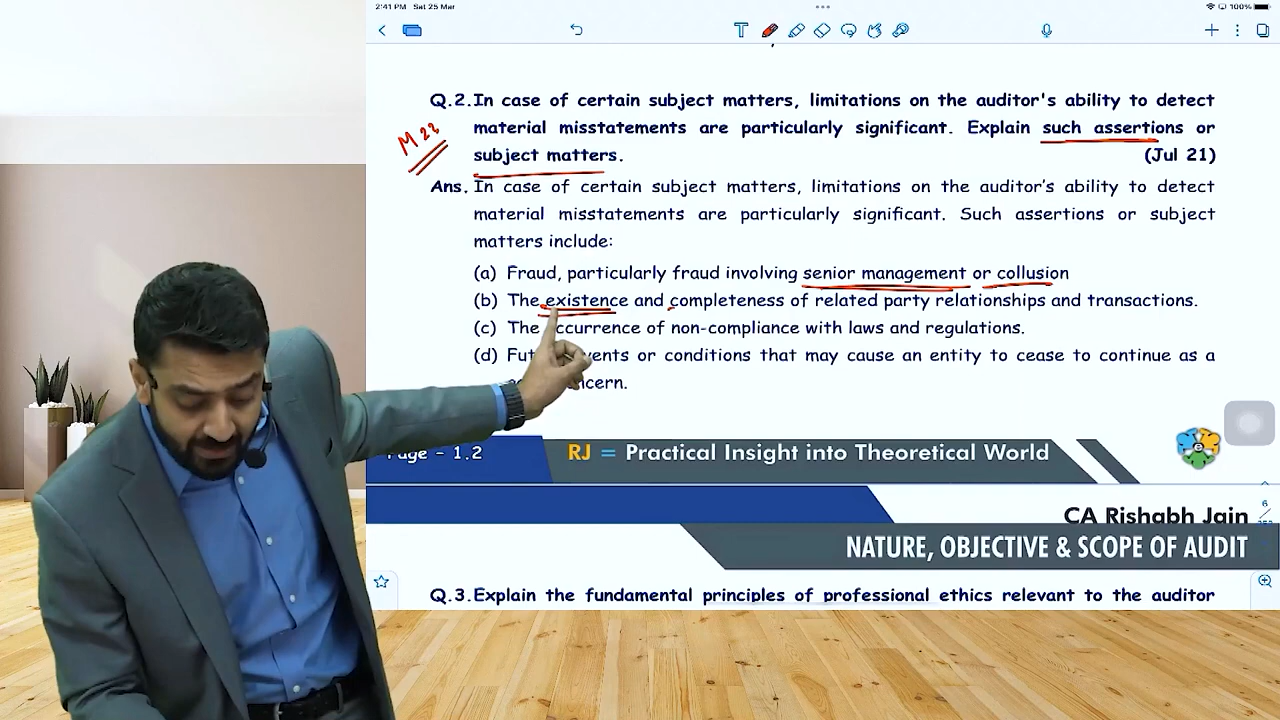 2:41 PM Sat 25 Mar
100%
Q.2. In case of certain subject matters, limitations on the auditor's ability to detect
material misstatements are particularly significant. Explain such assertions or
subject matters. (Jul 21)
M 23
Ans. In case of certain subject matters, limitations on the auditor's ability to detect
material misstatements are particularly significant. Such assertions or subject
matters include:
(a) Fraud, particularly fraud involving senior management or collusion
(b) The existence and completeness of related party relationships and transactions.
(c) The occurrence of non-compliance with laws and regulations.
(d) events or conditions that may cause an entity to cease to continue as a
Page - 1.2
RJ = Practical Insight into Theoretical World
CA Rishabh Jain
NATURE, OBJECTIVE & SCOPE OF AUDIT
Q.3. Explain the fundamental principles of professional ethics relevant to the auditor